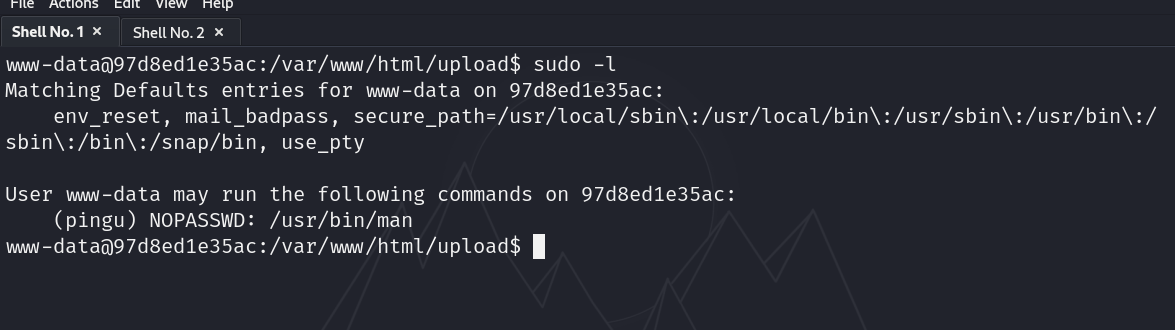 File Actions Edit View Help
Shell No. 1 × Shell No. 2 ×
www-data@97d8ed1e35ac:/var/www/html/upload$ sudo -l
Matching Defaults entries for www-data on 97d8ed1e35ac:
    env_reset, mail_badpass, secure_path=/usr/local/sbin\:/usr/local/bin\:/usr/sbin\:/usr/bin\:/
sbin\:/bin\:/snap/bin, use_pty
User www-data may run the following commands on 97d8ed1e35ac:
    (pingu) NOPASSWD: /usr/bin/man
www-data@97d8ed1e35ac:/var/www/html/upload$